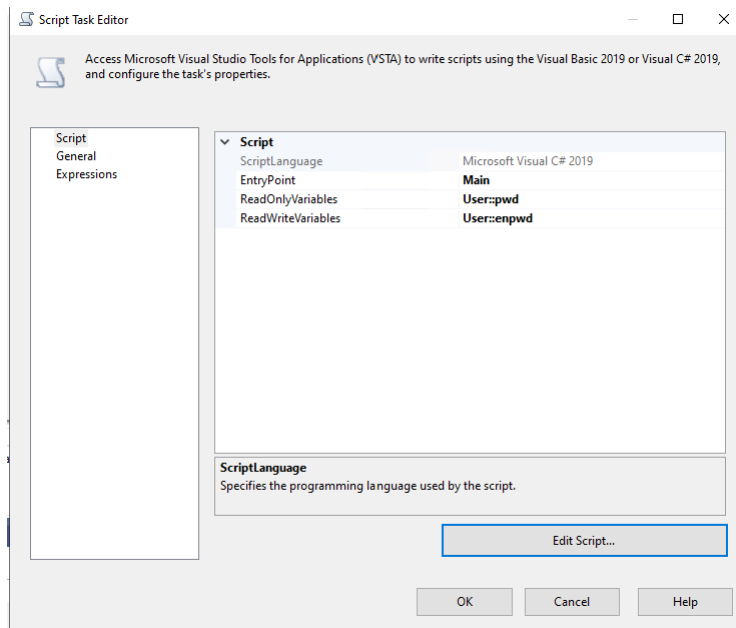 Script Task Editor
Access Microsoft Visual Studio Tools for Applications (VSTA) to write scripts using the Visual Basic 2019 or Visual C# 2019,
and configure the task's properties.
Script
General
Expressions
Script
ScriptLanguage Microsoft Visual C# 2019
EntryPoint Main
ReadOnlyVariables User::pwd
ReadWriteVariables User::enpwd
ScriptLanguage
Specifies the programming language used by the script.
Edit Script...
OK Cancel Help